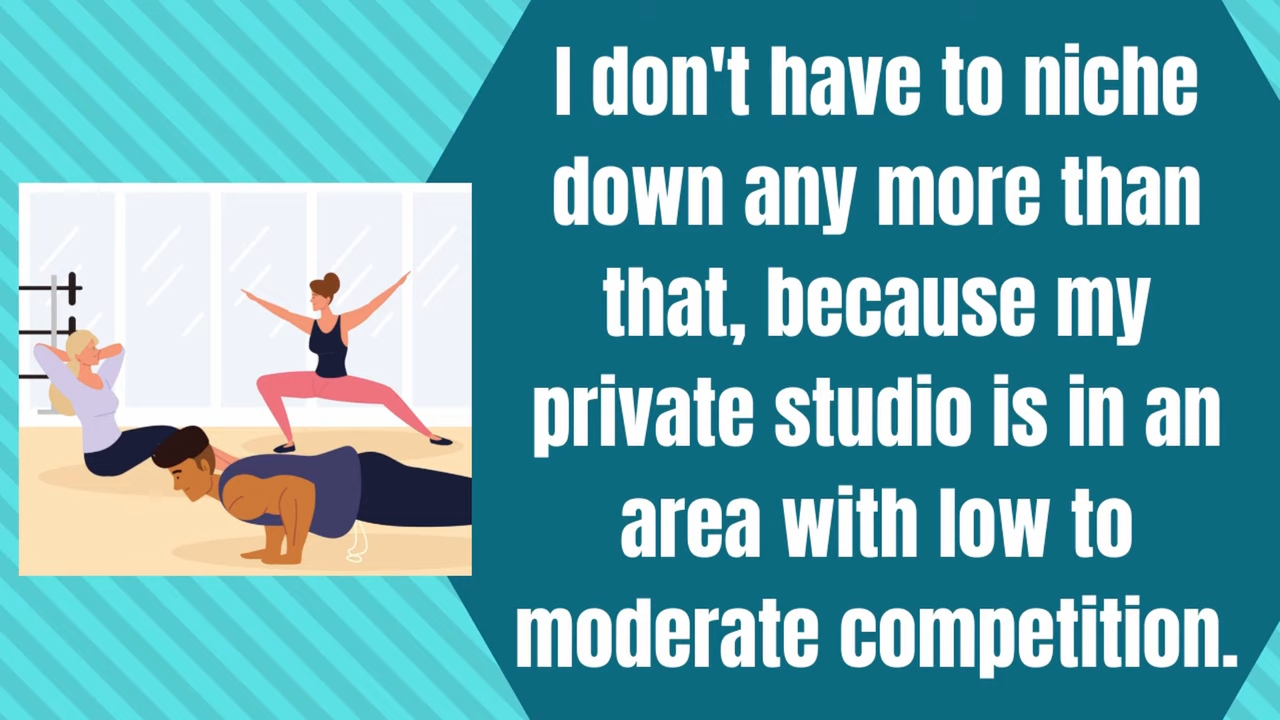 I don't have to niche
down any more than
that, because my
private studio is in an
area with low to
moderate competition.